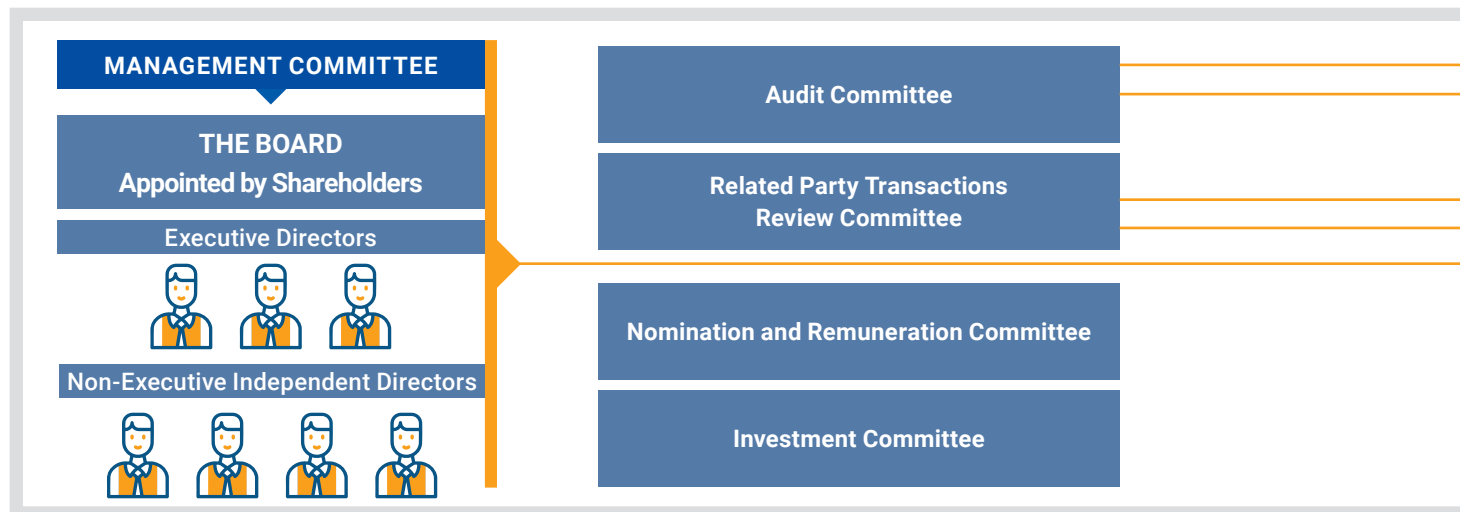 MANAGEMENT COMMITTEE
THE BOARD
Appointed by Shareholders
Executive Directors
Non-Executive Independent Directors
Audit Committee
Related Party Transactions
Review Committee
Nomination and Remuneration Committee
Investment Committee